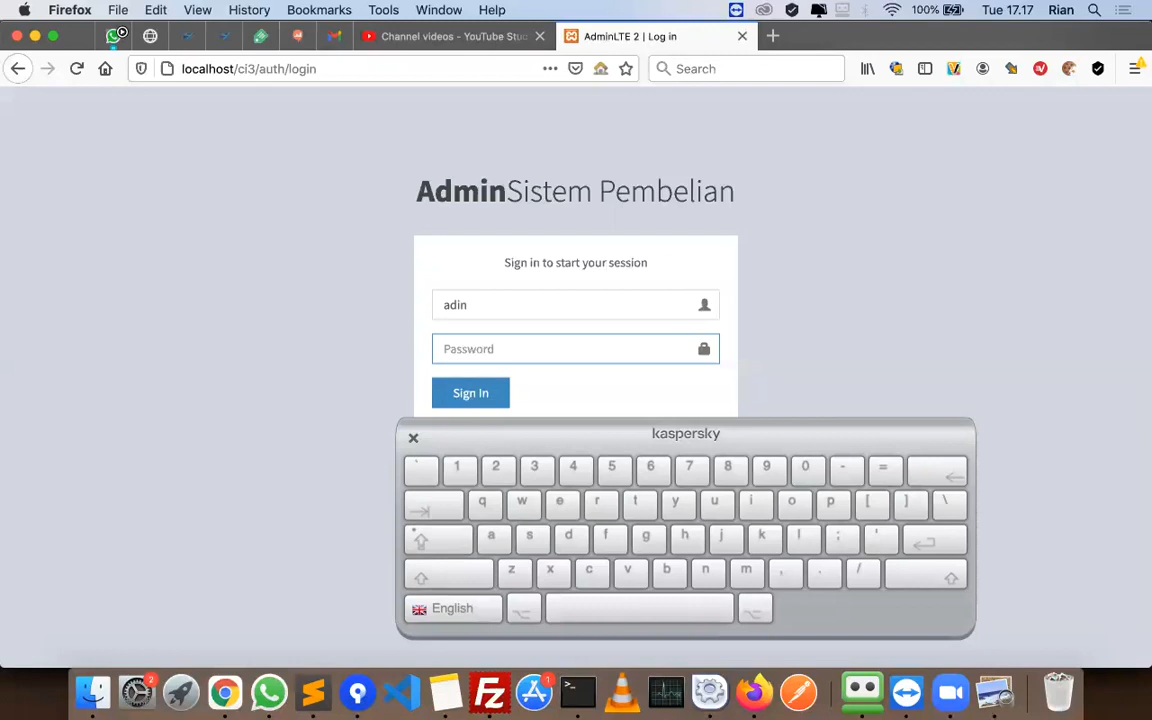 Firefox File Edit View History Bookmarks Tools Window Help 100% Tue 17.17 Rian
Channel videos - YouTube Stu
AdminLTE 2 | Log in
localhost/ci3/auth/login
Search
AdminSistem Pembelian
Sign in to start your session
adin
Password
Sign In
kaspersky
` 1 2 3 4 5 6 7 8 9 0 - =
q w e r t y u i o p [ ] \
a s d f g h j k l ; '
z x c v b n m , . /
English
2
1